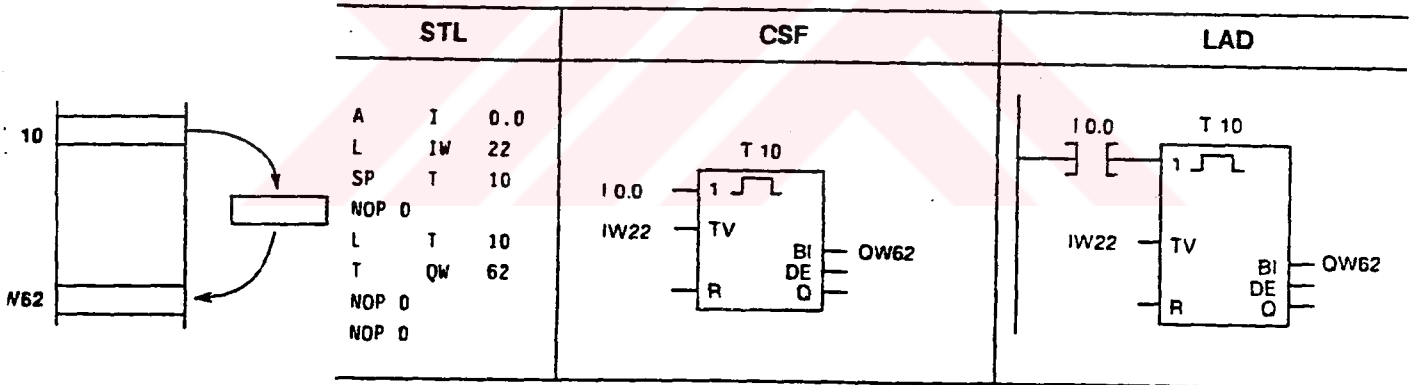 STL CSF LAD
10
W62
A I 0.0
L IW 22
SP T 10
NOP 0
L T 10
T QW 62
NOP 0
NOP 0
T 10
I 0.0 1
IW22 TV
BI QW62
DE
R Q
I 0.0 T 10
1
IW22 TV
BI QW62
DE
R Q